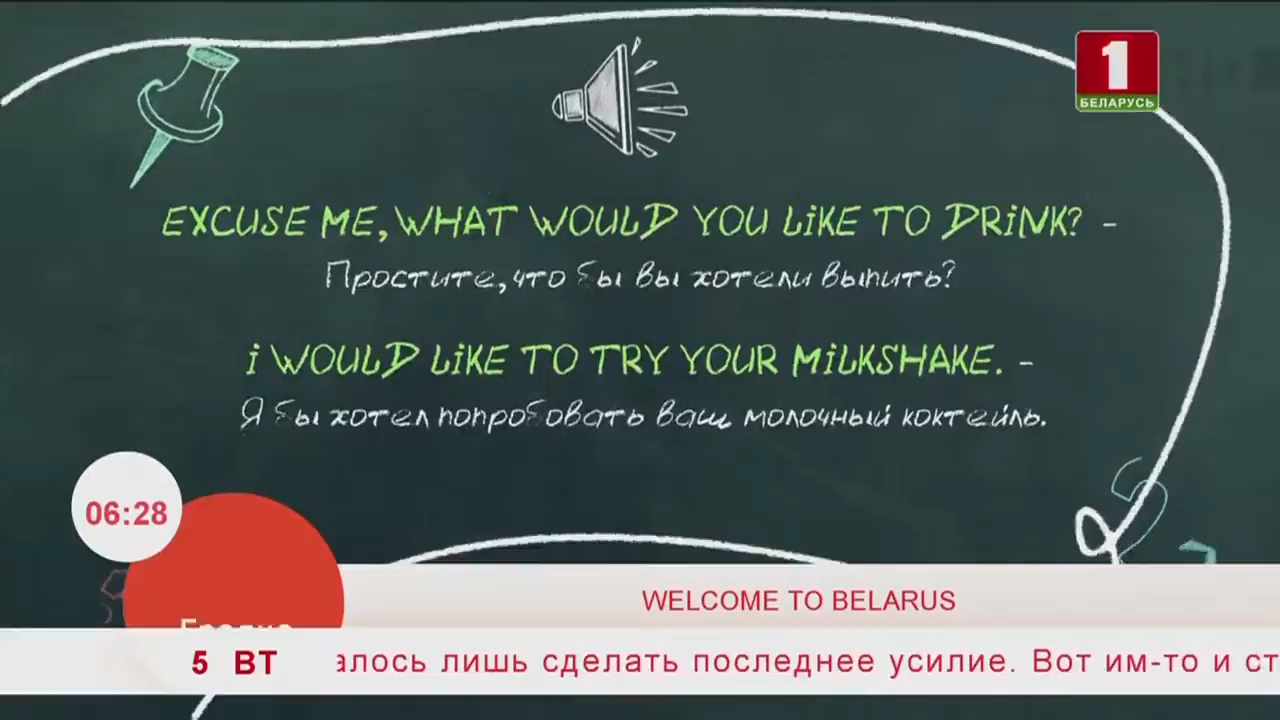 1
БЕЛАРУСЬ
EXCUSE ME, WHAT WOULD YOU LIKE TO DRINK? -
Простите, что бы вы хотели выпить?
I WOULD LIKE TO TRY YOUR MILKSHAKE. -
Я бы хотел попробовать ваш молочный коктейль.
06:28
WELCOME TO BELARUS
5 ВТ
алось лишь сделать последнее усилие. Вот им-то и ст